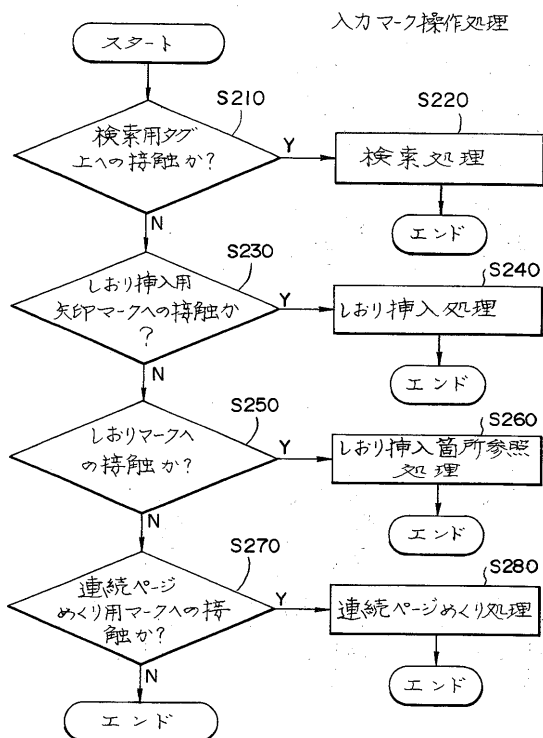 入力マーク操作処理
スタート
S210
検索用タグ
上への接触か?
Y
S220
検索処理
エンド
N
S230
しおり挿入用
矢印マークへの接触か
?
Y
S240
しおり挿入処理
エンド
N
S250
しおりマークへ
の接触か?
Y
S260
しおり挿入箇所参照
処理
エンド
N
S270
連続ページ
めくり用マークへの接
触か?
Y
S280
連続ページめくり処理
エンド
N
エンド